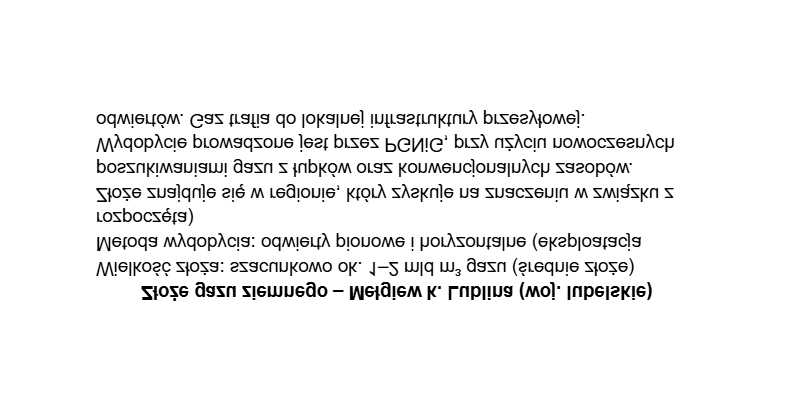 Złoże gazu ziemnego – Mełgiew k. Lublina (woj. lubelskie)
Wielkość złoża: szacunkowo ok. 1–2 mld m³ gazu (średnie złoże)
Metoda wydobycia: odwierty pionowe i horyzontalne (eksploatacja
rozpoczęta)
Złoże znajduje się w regionie, który zyskuje na znaczeniu w związku z
poszukiwaniami gazu z łupków oraz konwencjonalnych zasobów.
Wydobycie prowadzone jest przez PGNiG, przy użyciu nowoczesnych
odwiertów. Gaz trafia do lokalnej infrastruktury przesyłowej.